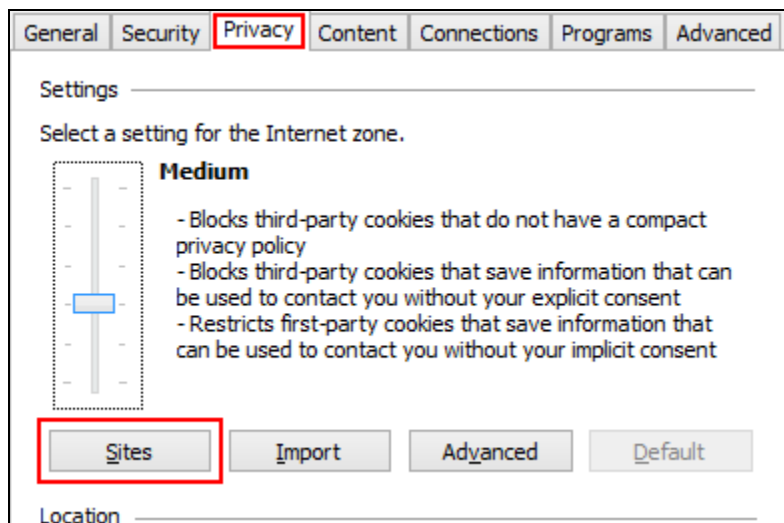 General Security Privacy Content Connections Programs Advanced
Settings
Select a setting for the Internet zone.
Medium
- Blocks third-party cookies that do not have a compact
privacy policy
- Blocks third-party cookies that save information that can
be used to contact you without your explicit consent
- Restricts first-party cookies that save information that
can be used to contact you without your implicit consent
Sites Import Advanced Default
Location